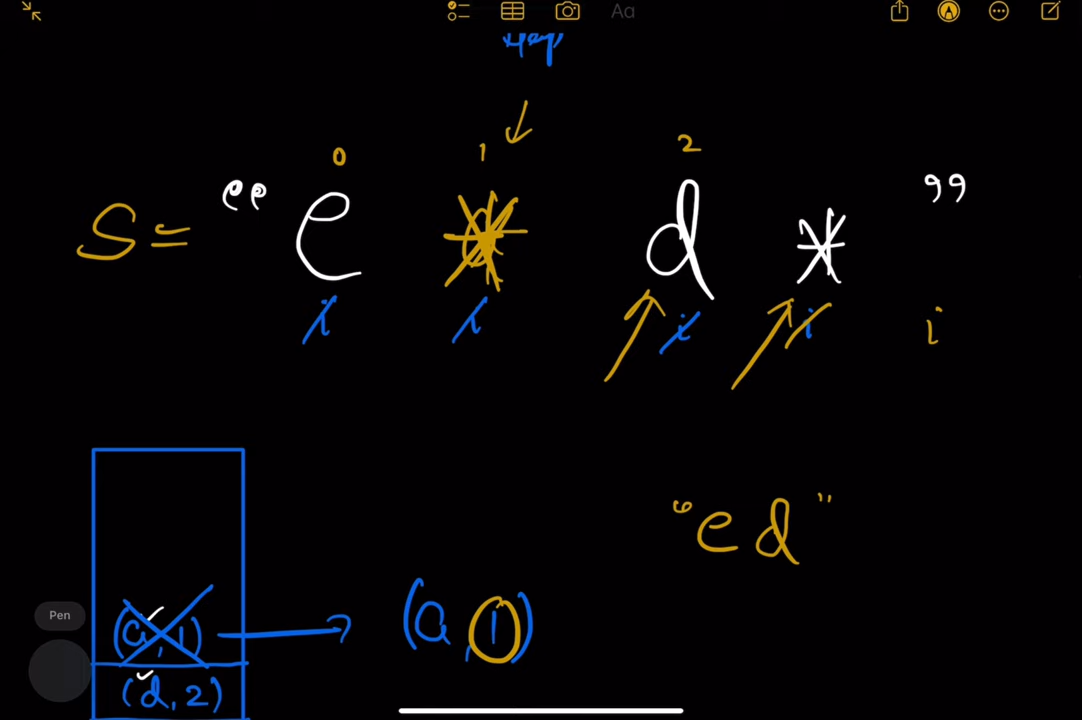 Aa
0 1 2
S = “ e * d * ”
i i i i i
“ed”
Pen
(a, 1) (a, 1)
(d, 2)